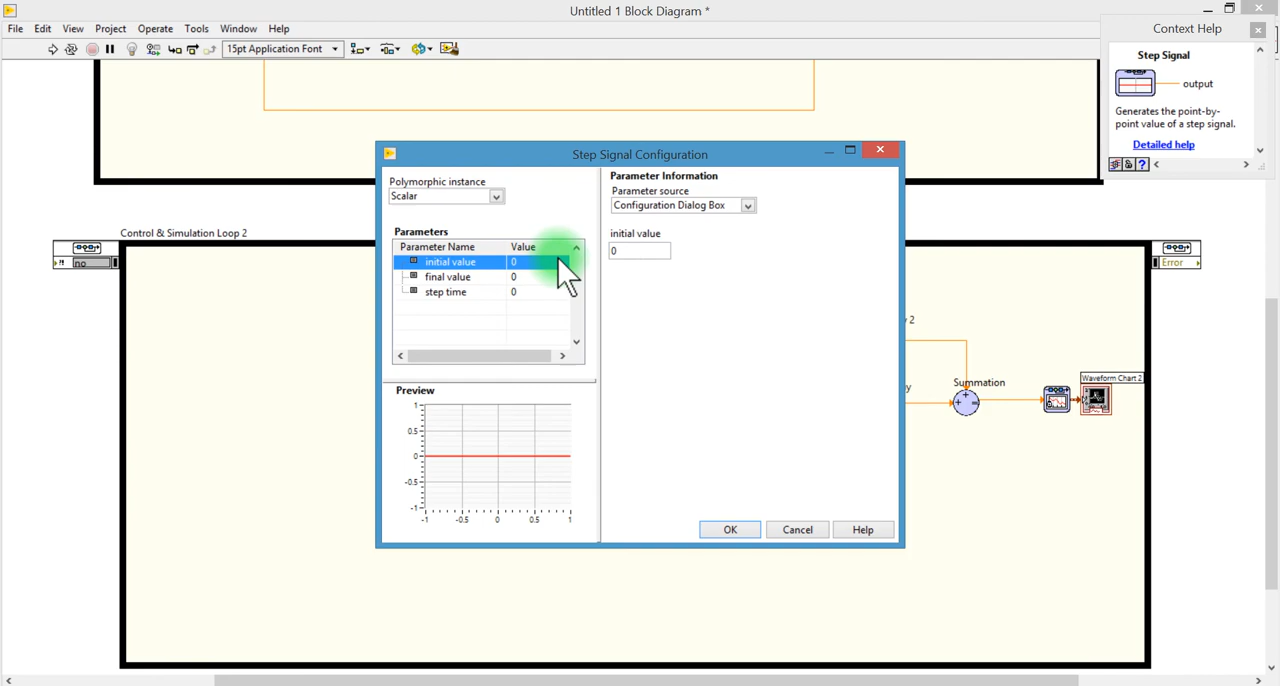 Untitled 1 Block Diagram *
File Edit View Project Operate Tools Window Help
15pt Application Font
Context Help
Step Signal
output
Generates the point-by-
point value of a step signal.
Detailed help
Control & Simulation Loop 2
no
Error
Step Signal Configuration
Polymorphic instance
Scalar
Parameters
Parameter Name Value
initial value 0
final value 0
step time 0
Preview
1
0.5
0
-0.5
-1
-1 -0.5 0 0.5 1
Parameter Information
Parameter source
Configuration Dialog Box
initial value
0
OK Cancel Help
Summation
Waveform Chart 2